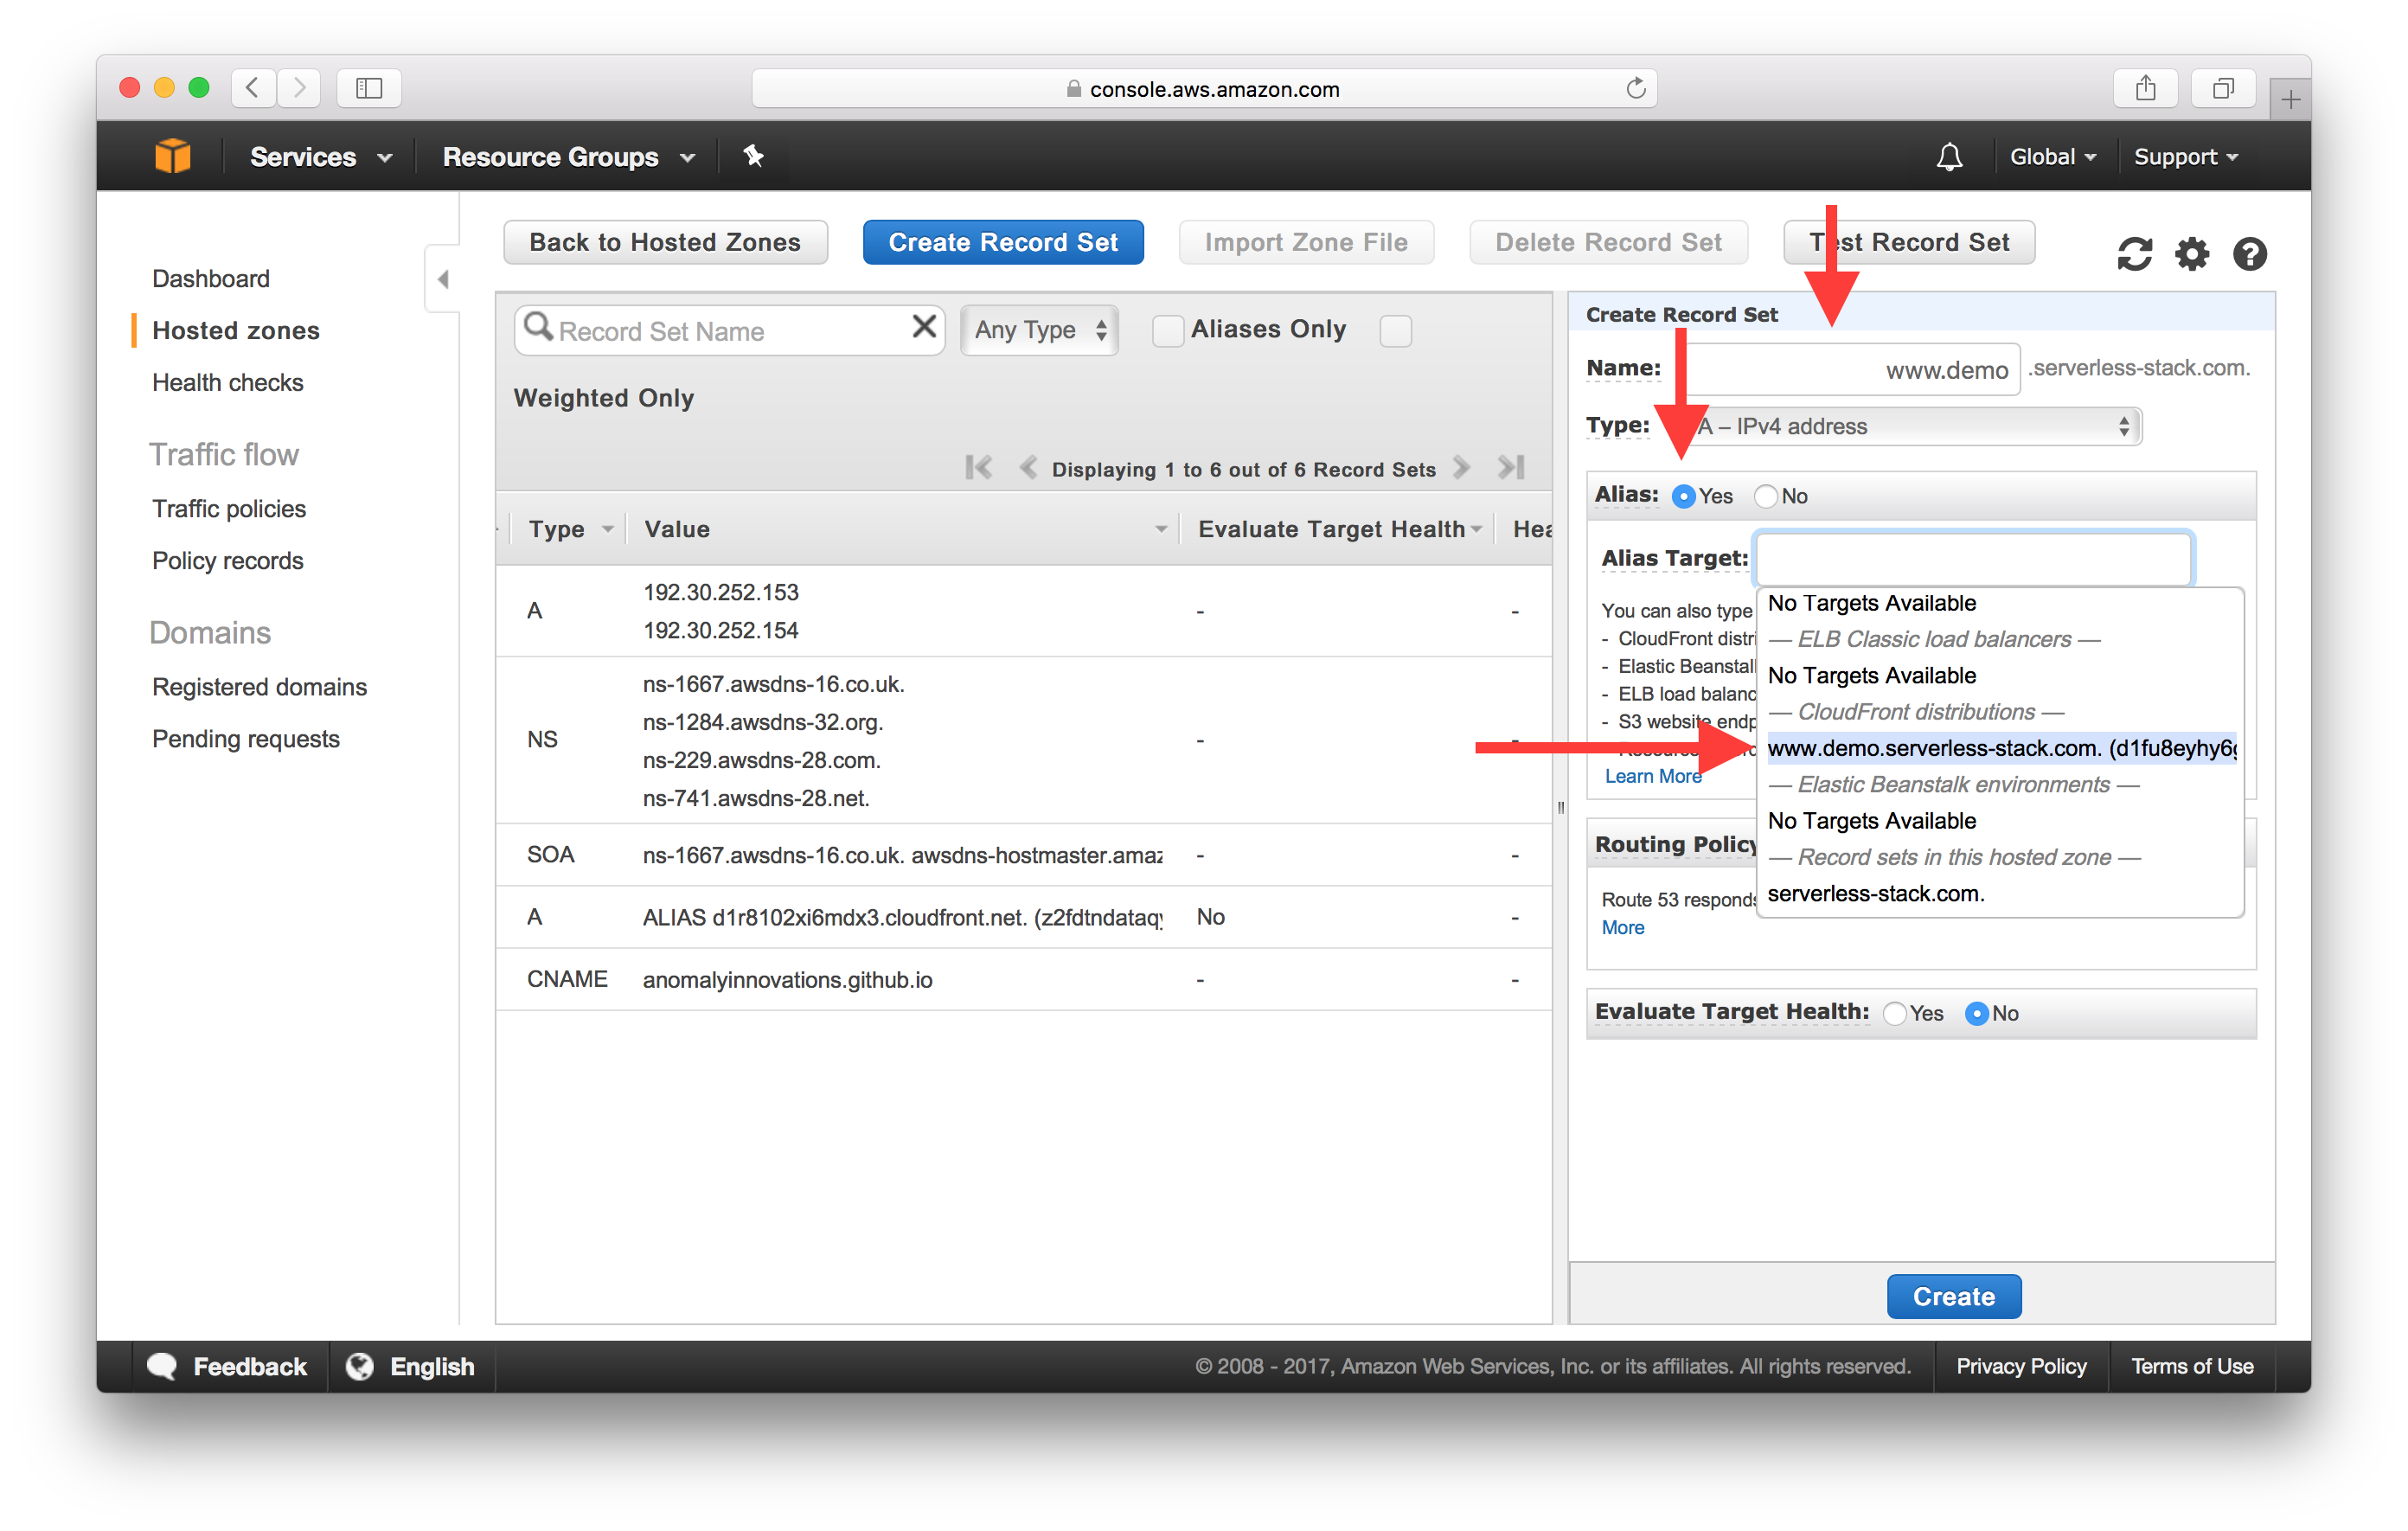 console.aws.amazon.com
Services
Resource Groups
Global
Support
Dashboard
Hosted zones
Health checks
Traffic flow
Traffic policies
Policy records
Domains
Registered domains
Pending requests
Back to Hosted Zones
Create Record Set
Import Zone File
Delete Record Set
Test Record Set
Record Set Name
Any Type
Aliases Only
Weighted Only
Displaying 1 to 6 out of 6 Record Sets
Type Value Evaluate Target Health Hea
A 192.30.252.153 - -
192.30.252.154
NS ns-1667.awsdns-16.co.uk. - -
ns-1284.awsdns-32.org.
ns-229.awsdns-28.com.
ns-741.awsdns-28.net.
SOA ns-1667.awsdns-16.co.uk. awsdns-hostmaster.amaz - -
A ALIAS d1r8102xi6mdx3.cloudfront.net. (z2fdtndataqy No -
CNAME anomalyinnovations.github.io - -
Create Record Set
Name: www.demo .serverless-stack.com.
Type: A – IPv4 address
Alias: Yes No
Alias Target:
You can also type
- CloudFront distri
- Elastic Beanstal
- ELB load balanc
- S3 website endp
Learn More
No Targets Available
— ELB Classic load balancers —
No Targets Available
— CloudFront distributions —
www.demo.serverless-stack.com. (d1fu8eyhy6g
— Elastic Beanstalk environments —
No Targets Available
— Record sets in this hosted zone —
serverless-stack.com.
Routing Policy
Route 53 responds
More
Evaluate Target Health: Yes No
Create
Feedback
English
© 2008 - 2017, Amazon Web Services, Inc. or its affiliates. All rights reserved.
Privacy Policy
Terms of Use